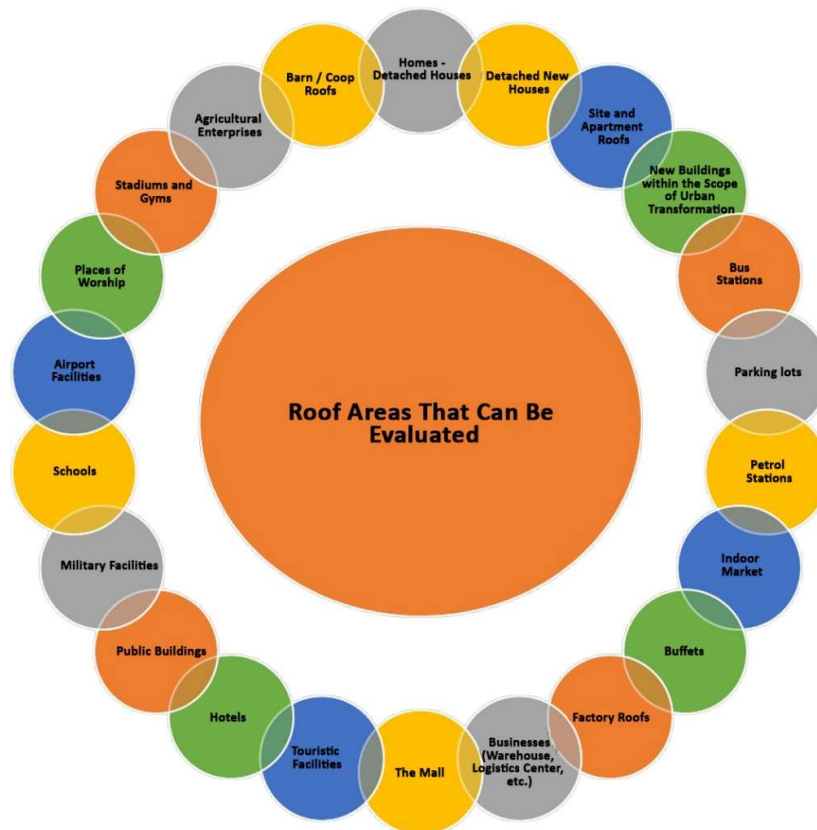 Homes -
Detached Houses
Detached New
Houses
Site and
Apartment
Roofs
New Buildings
within the Scope
of Urban
Transformation
Bus
Stations
Parking lots
Petrol
Stations
Indoor
Market
Buffets
Factory Roofs
Businesses
(Warehouse,
Logistics Center,
etc.)
The Mall
Touristic
Facilities
Hotels
Public Buildings
Military Facilities
Schools
Airport
Facilities
Places of
Worship
Stadiums and
Gyms
Agricultural
Enterprises
Barn / Coop
Roofs
Roof Areas That Can Be
Evaluated